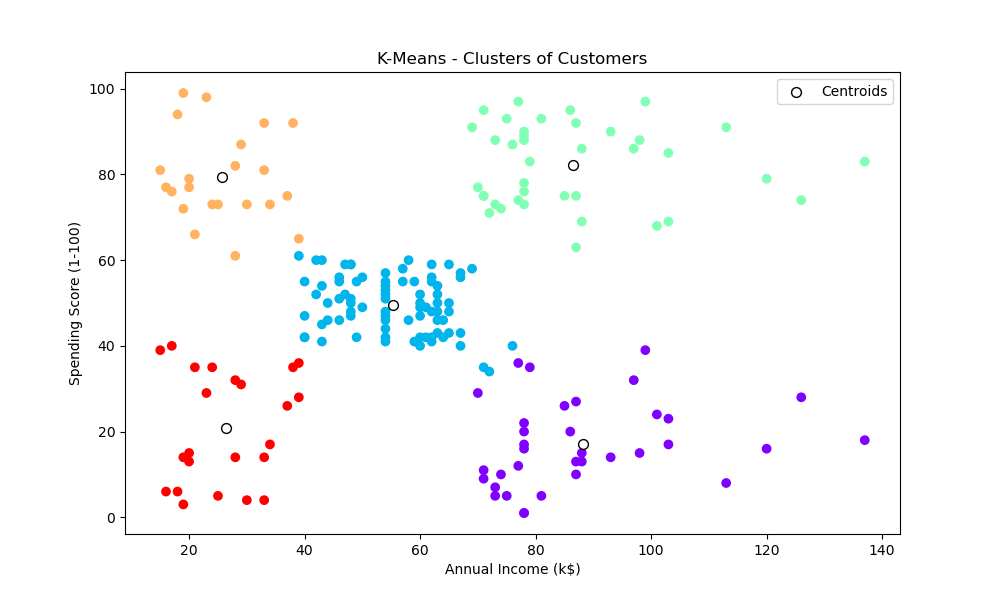 K-Means - Clusters of Customers
Centroids
Spending Score (1-100)
100
80
60
40
20
0
20 40 60 80 100 120 140
Annual Income (k$)